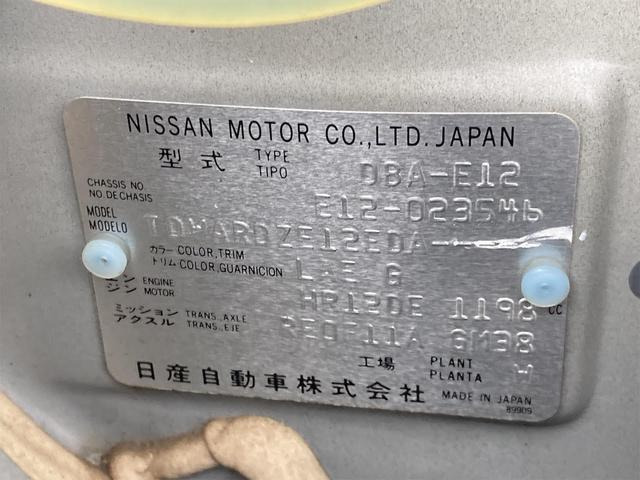 NISSAN MOTOR CO.,LTD. JAPAN
型式 TYPE TIPO DBA-E12
CHASSIS NO. NO. DE CHASIS E12-023546
MODEL MODELO TDWARDZE12EDA-----
カラー COLOR,TRIM トリム COLOR,GUARNICION LAE G
エンジン ENGINE MOTOR HR12DE 1198 CC
ミッション TRANS.,AXLE アクスル TRANS.,EJE RE0F11A GM38
工場 PLANT PLANTA
日産自動車株式会社 MADE IN JAPAN
89909